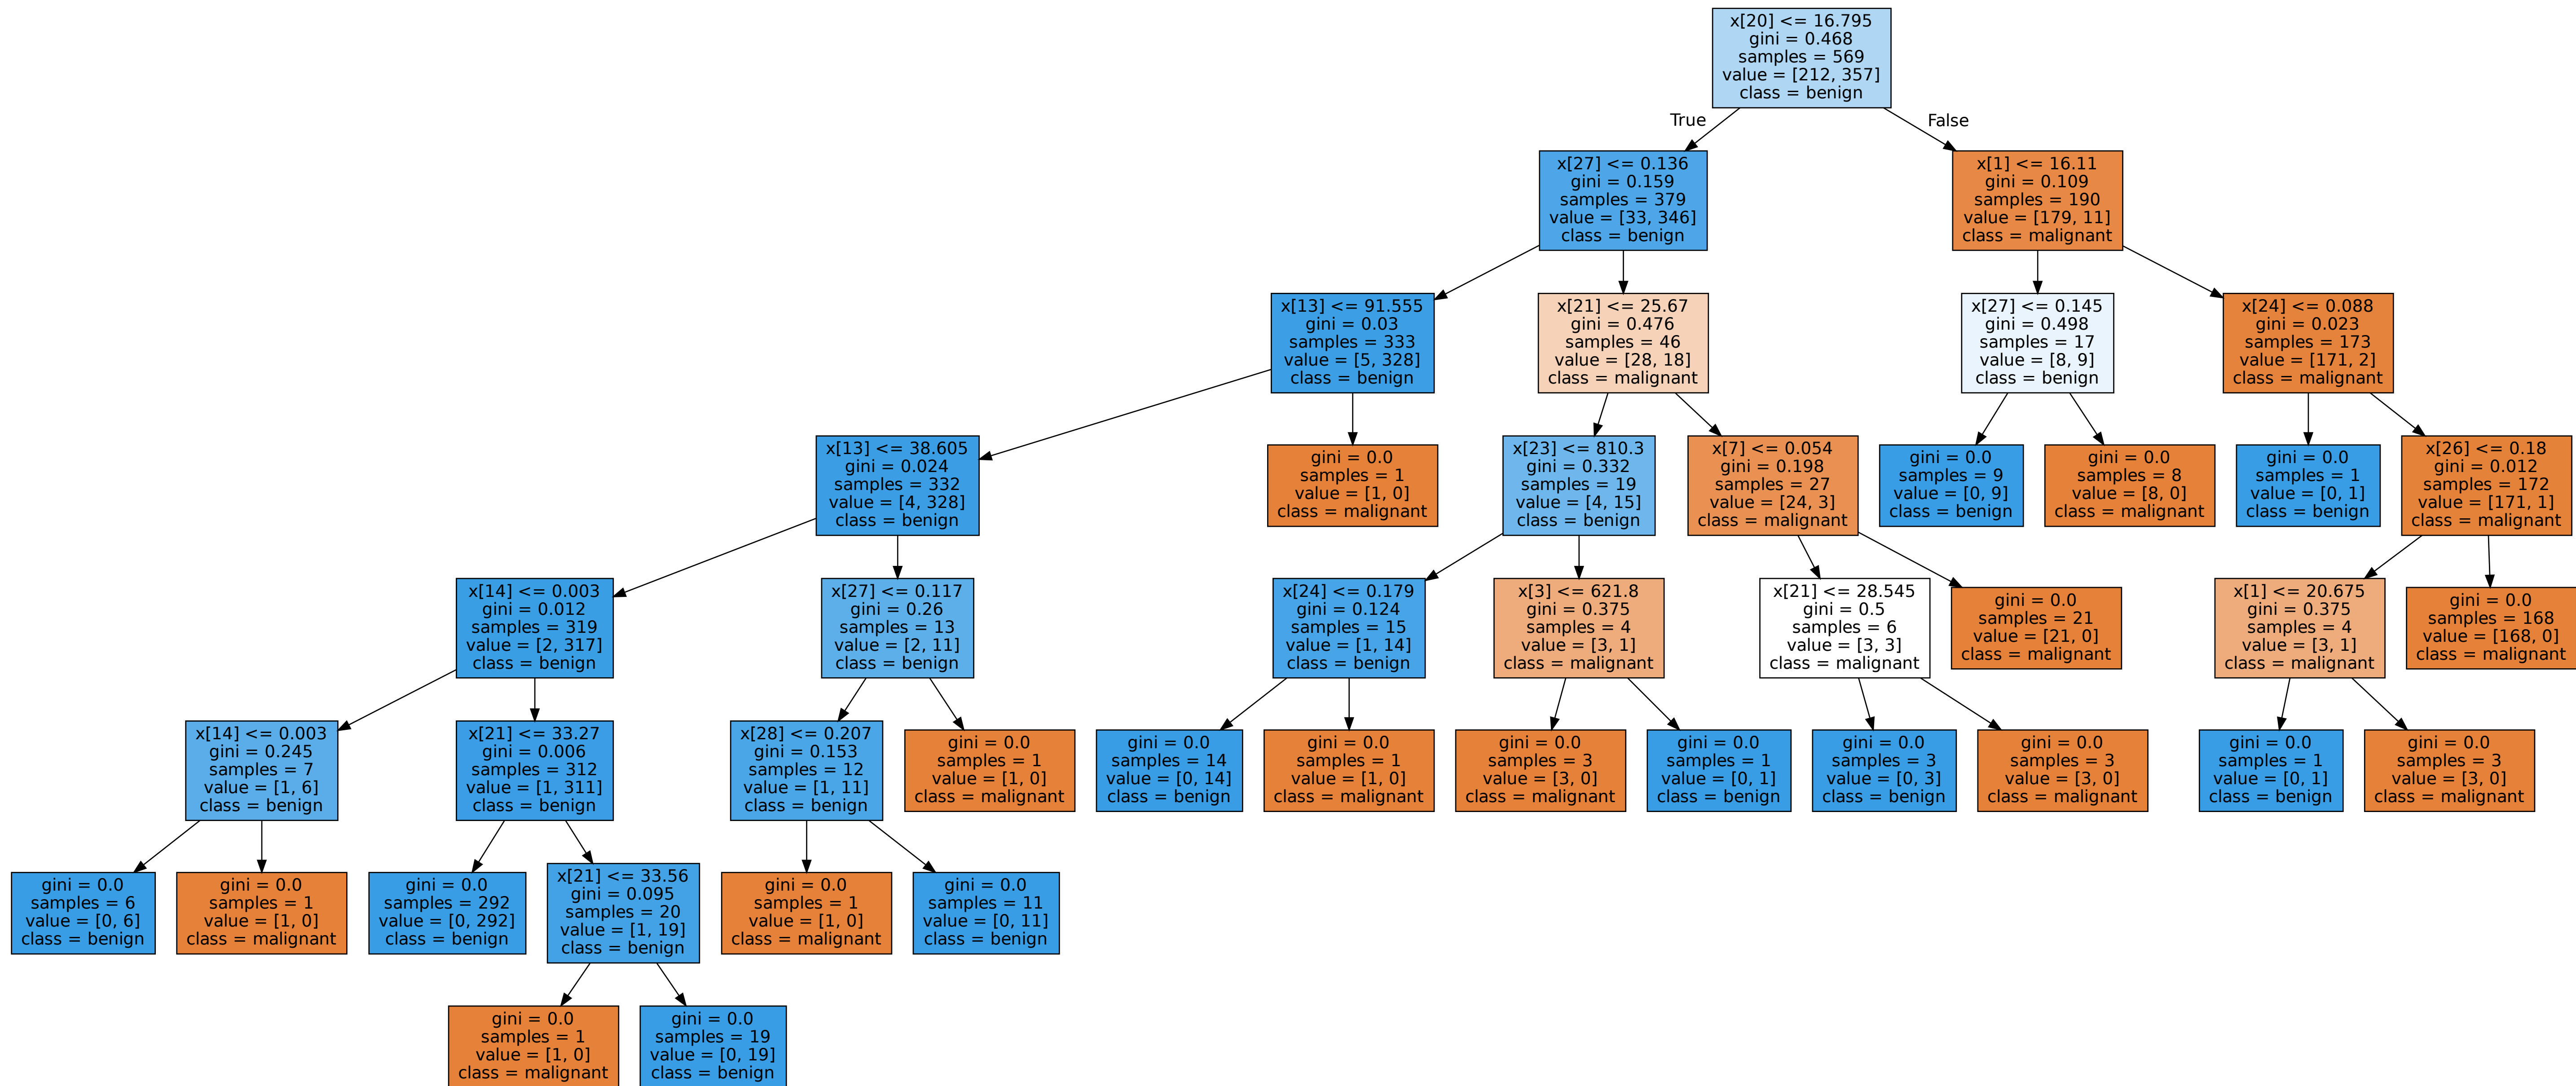 x[20] <= 16.795
gini = 0.468
samples = 569
value = [212, 357]
class = benign
True
False
x[27] <= 0.136
gini = 0.159
samples = 379
value = [33, 346]
class = benign
x[1] <= 16.11
gini = 0.109
samples = 190
value = [179, 11]
class = malignant
x[13] <= 91.555
gini = 0.03
samples = 333
value = [5, 328]
class = benign
x[21] <= 25.67
gini = 0.476
samples = 46
value = [28, 18]
class = malignant
x[27] <= 0.145
gini = 0.498
samples = 17
value = [8, 9]
class = benign
x[24] <= 0.088
gini = 0.023
samples = 173
value = [171, 2]
class = malignant
x[13] <= 38.605
gini = 0.024
samples = 332
value = [4, 328]
class = benign
gini = 0.0
samples = 1
value = [1, 0]
class = malignant
x[23] <= 810.3
gini = 0.332
samples = 19
value = [4, 15]
class = benign
x[7] <= 0.054
gini = 0.198
samples = 27
value = [24, 3]
class = malignant
gini = 0.0
samples = 9
value = [0, 9]
class = benign
gini = 0.0
samples = 8
value = [8, 0]
class = malignant
gini = 0.0
samples = 1
value = [0, 1]
class = benign
x[26] <= 0.18
gini = 0.012
samples = 172
value = [171, 1]
class = malignant
x[14] <= 0.003
gini = 0.012
samples = 319
value = [2, 317]
class = benign
x[27] <= 0.117
gini = 0.26
samples = 13
value = [2, 11]
class = benign
x[24] <= 0.179
gini = 0.124
samples = 15
value = [1, 14]
class = benign
x[3] <= 621.8
gini = 0.375
samples = 4
value = [3, 1]
class = malignant
x[21] <= 28.545
gini = 0.5
samples = 6
value = [3, 3]
class = malignant
gini = 0.0
samples = 21
value = [21, 0]
class = malignant
x[1] <= 20.675
gini = 0.375
samples = 4
value = [3, 1]
class = malignant
gini = 0.0
samples = 168
value = [168, 0]
class = malignant
x[14] <= 0.003
gini = 0.245
samples = 7
value = [1, 6]
class = benign
x[21] <= 33.27
gini = 0.006
samples = 312
value = [1, 311]
class = benign
x[28] <= 0.207
gini = 0.153
samples = 12
value = [1, 11]
class = benign
gini = 0.0
samples = 1
value = [1, 0]
class = malignant
gini = 0.0
samples = 14
value = [0, 14]
class = benign
gini = 0.0
samples = 1
value = [1, 0]
class = malignant
gini = 0.0
samples = 3
value = [3, 0]
class = malignant
gini = 0.0
samples = 1
value = [0, 1]
class = benign
gini = 0.0
samples = 3
value = [0, 3]
class = benign
gini = 0.0
samples = 3
value = [3, 0]
class = malignant
gini = 0.0
samples = 1
value = [0, 1]
class = benign
gini = 0.0
samples = 3
value = [3, 0]
class = malignant
gini = 0.0
samples = 6
value = [0, 6]
class = benign
gini = 0.0
samples = 1
value = [1, 0]
class = malignant
gini = 0.0
samples = 292
value = [0, 292]
class = benign
x[21] <= 33.56
gini = 0.095
samples = 20
value = [1, 19]
class = benign
gini = 0.0
samples = 1
value = [1, 0]
class = malignant
gini = 0.0
samples = 11
value = [0, 11]
class = benign
gini = 0.0
samples = 1
value = [1, 0]
class = malignant
gini = 0.0
samples = 19
value = [0, 19]
class = benign